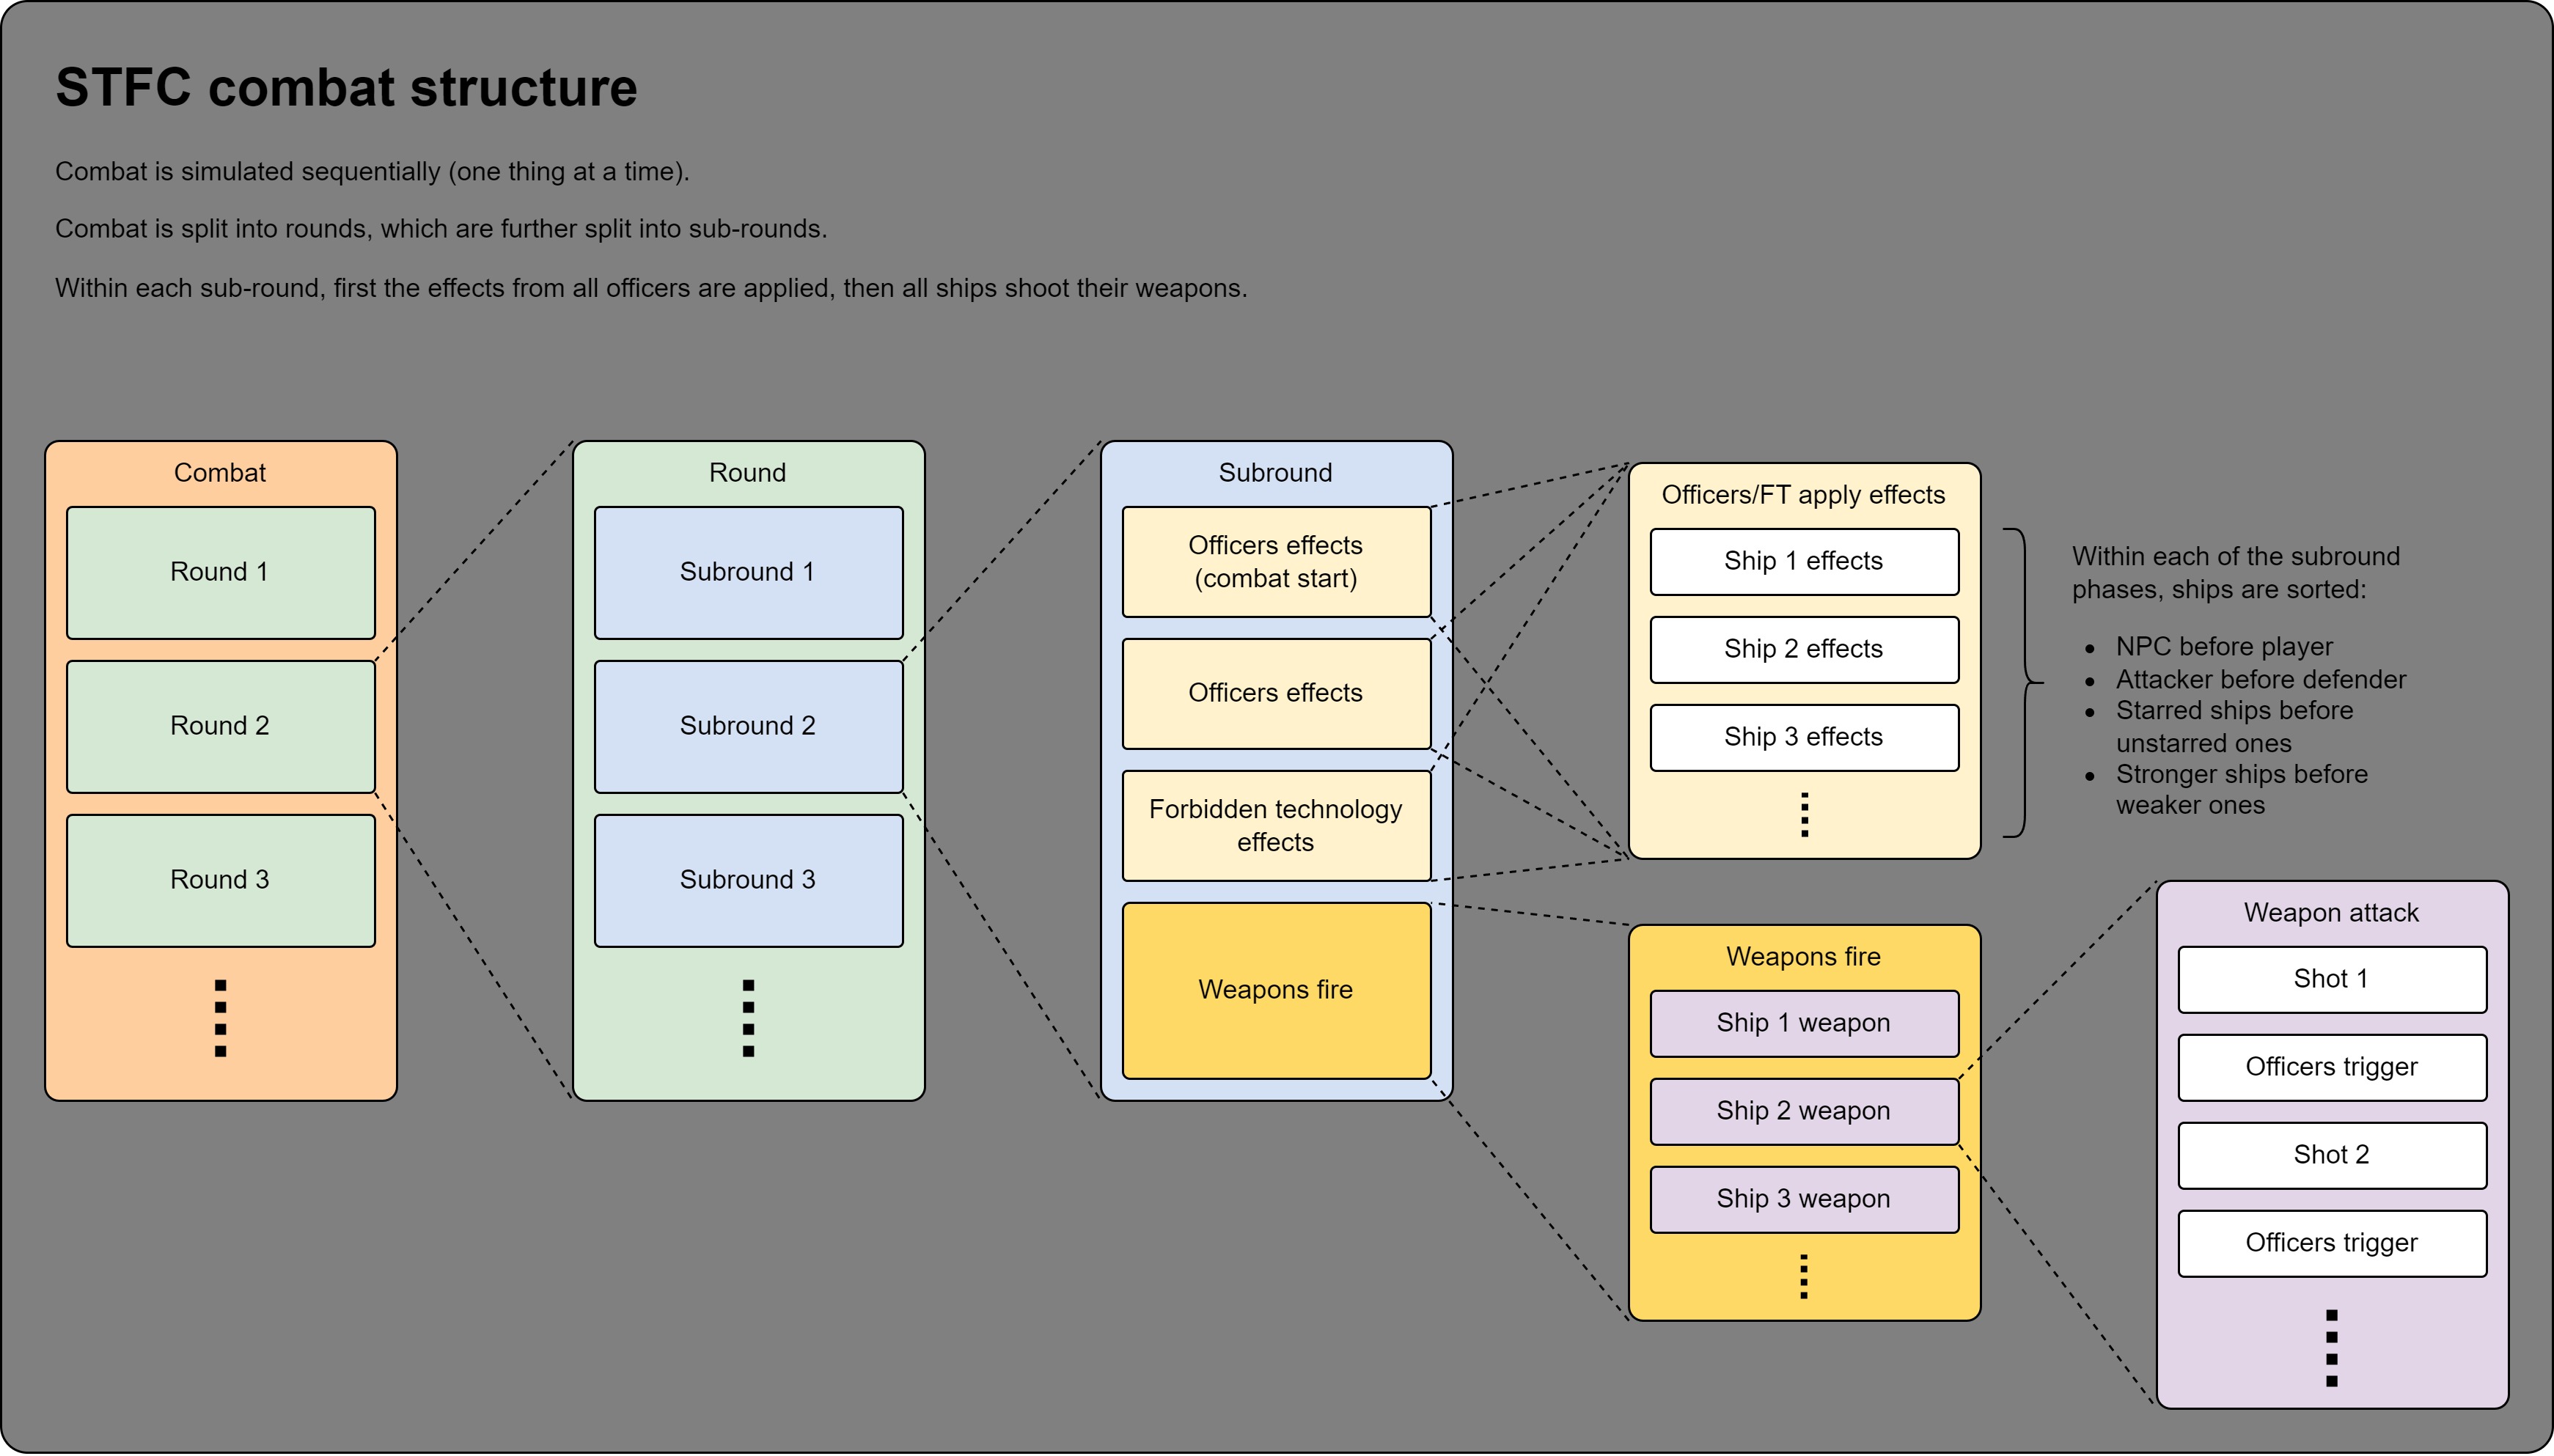 STFC combat structure
Combat is simulated sequentially (one thing at a time).
Combat is split into rounds, which are further split into sub-rounds.
Within each sub-round, first the effects from all officers are applied, then all ships shoot their weapons.
Combat
Round 1
Round 2
Round 3
Round
Subround 1
Subround 2
Subround 3
Subround
Officers effects
(combat start)
Officers effects
Forbidden technology
effects
Weapons fire
Officers/FT apply effects
Ship 1 effects
Ship 2 effects
Ship 3 effects
Within each of the subround
phases, ships are sorted:
• NPC before player
• Attacker before defender
• Starred ships before
unstarred ones
• Stronger ships before
weaker ones
Weapons fire
Ship 1 weapon
Ship 2 weapon
Ship 3 weapon
Weapon attack
Shot 1
Officers trigger
Shot 2
Officers trigger